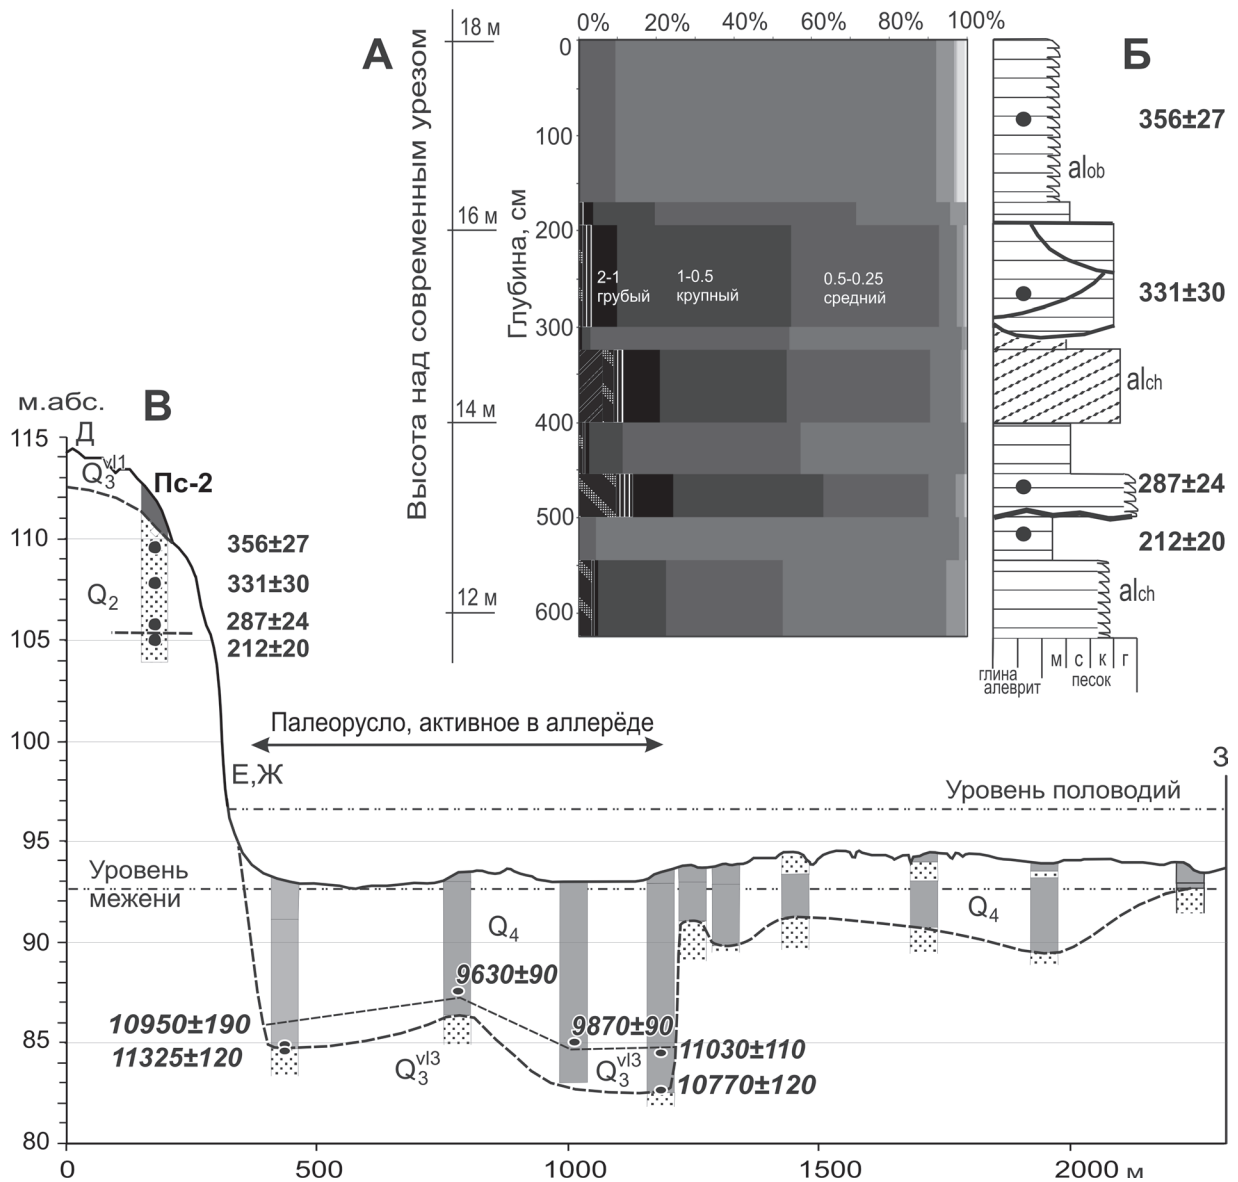 А
Б
18 м
16 м
14 м
12 м
Высота над современным урезом
0%
20%
40%
60%
80%
100%
Глубина, см
0
100
200
300
400
500
600
2-1
грубый
1-0.5
крупный
0.5-0.25
средний
356±27
al ob
331±30
al ch
287±24
212±20
al ch
глина
алеврит
м
с
к
г
песок
В
м.абс.
115
110
105
100
95
90
85
80
Д
Q3 vl1
Пс-2
356±27
331±30
287±24
212±20
Q2
Палеорусло, активное в аллерёде
Е,Ж
З
Уровень половодий
Уровень
межени
Q4
Q4
9630±90
10950±190
11325±120
9870±90
11030±110
10770±120
Q3 vl3
Q3 vl3
0
500
1000
1500
2000 м